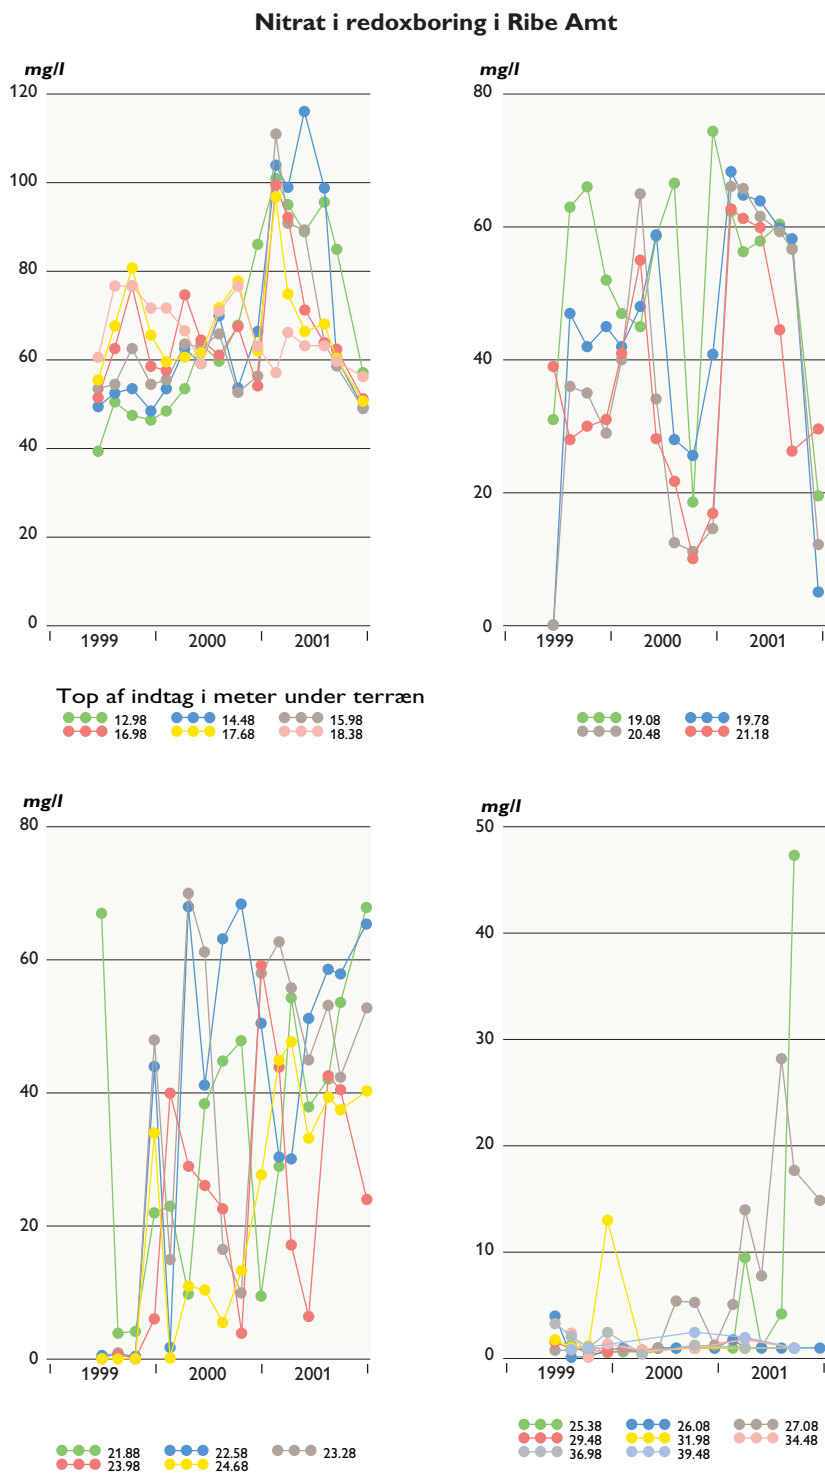 Nitrat i redoxboring i Ribe Amt
mg/l
120
100
80
60
40
20
0
1999 2000 2001
mg/l
80
60
40
20
0
1999 2000 2001
Top af indtag i meter under terræn
12.98 14.48 15.98
16.98 17.68 18.38
19.08 19.78
20.48 21.18
mg/l
80
60
40
20
0
1999 2000 2001
mg/l
50
40
30
20
10
0
1999 2000 2001
21.88 22.58 23.28
23.98 24.68
25.38 26.08 27.08
29.48 31.98 34.48
36.98 39.48